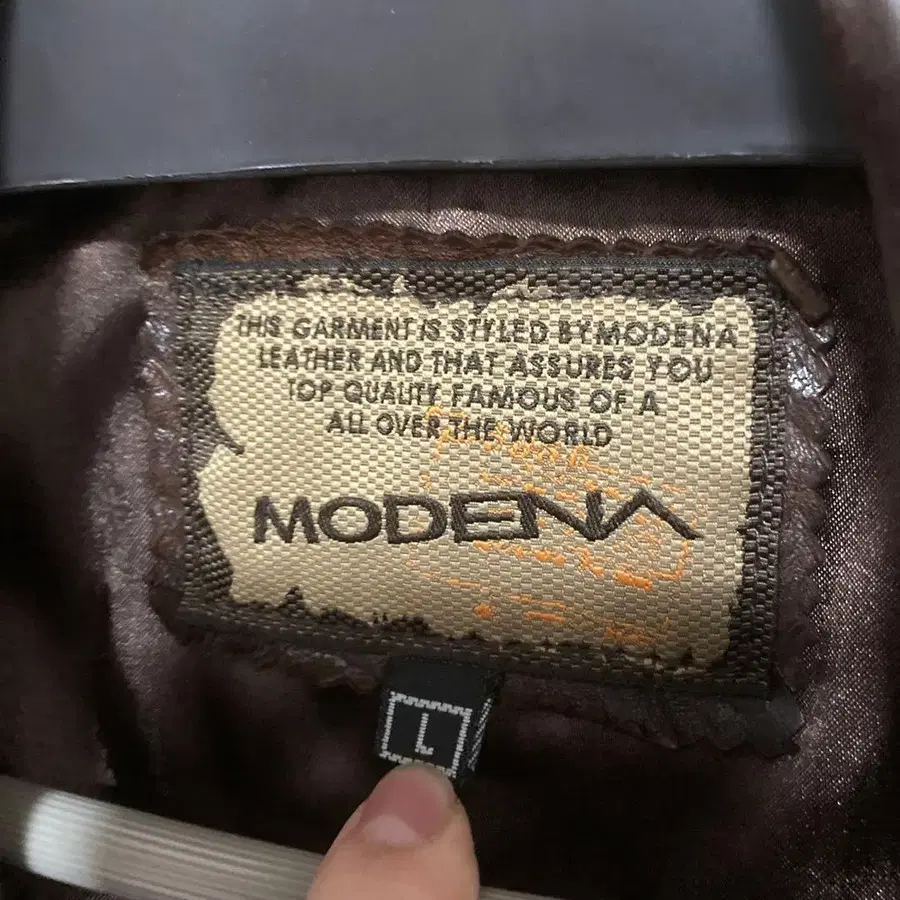 THIS GARMENT IS STYLED BY MODENA
LEATHER AND THAT ASSURES YOU
TOP QUALITY FAMOUS OF A
ALL OVER THE WORLD
MODENA
L